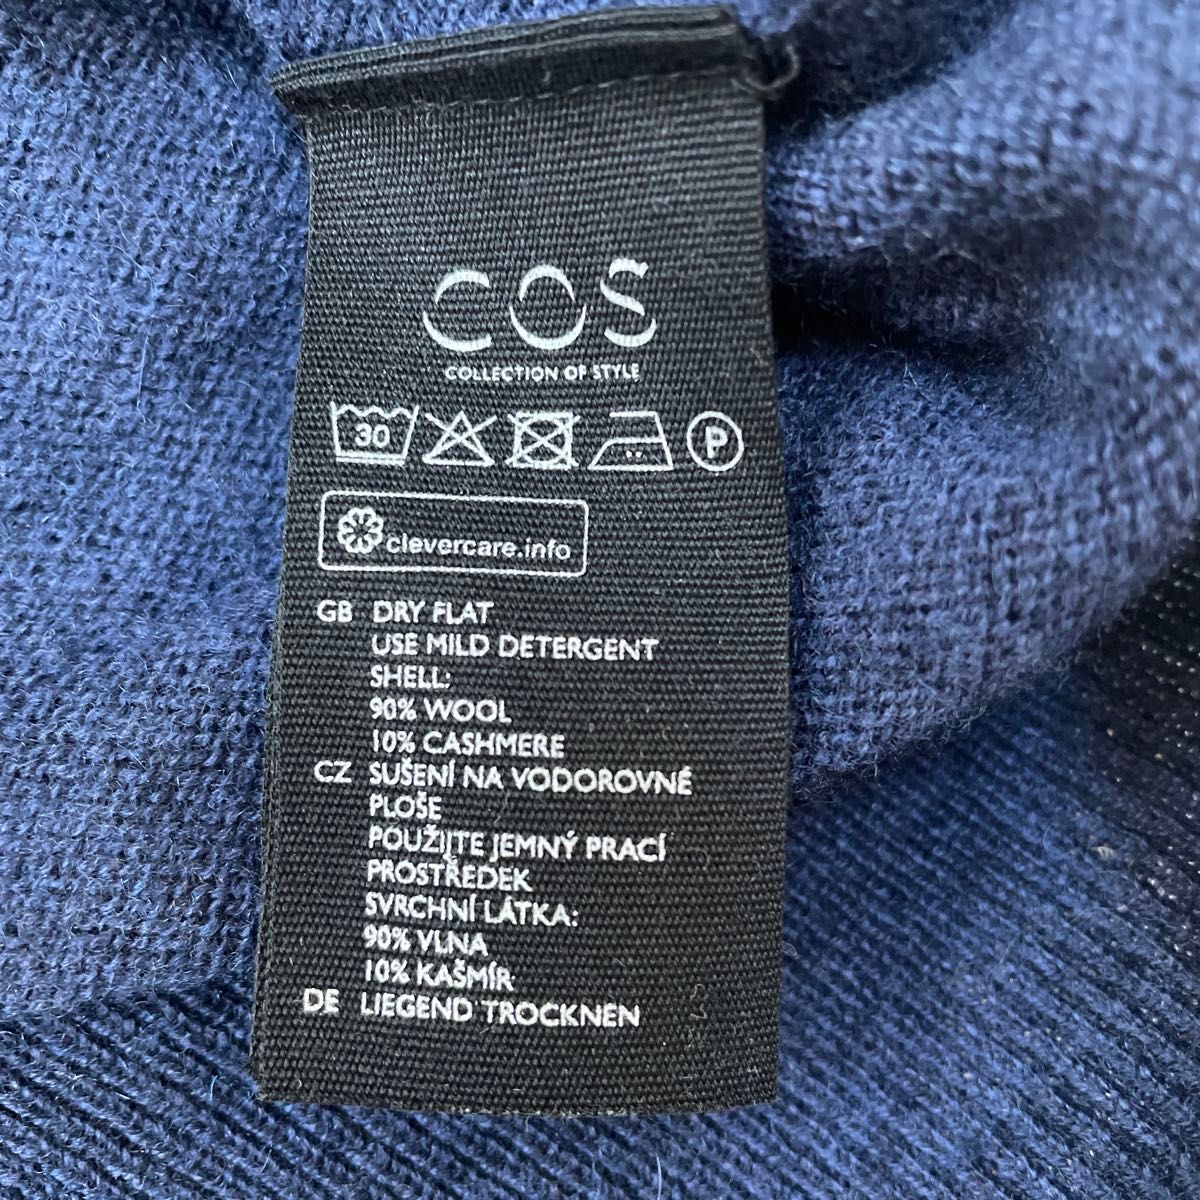 COS
COLLECTION OF STYLE
30 P
clevercare.info
GB DRY FLAT
USE MILD DETERGENT
SHELL:
90% WOOL
10% CASHMERE
CZ SUŠENÍ NA VODOROVNÉ
PLOŠE
POUŽIJTE JEMNÝ PRACÍ
PROSTŘEDEK
SVRCHNÍ LÁTKA:
90% VLNA
10% KAŠMÍR
DE LIEGEND TROCKNEN